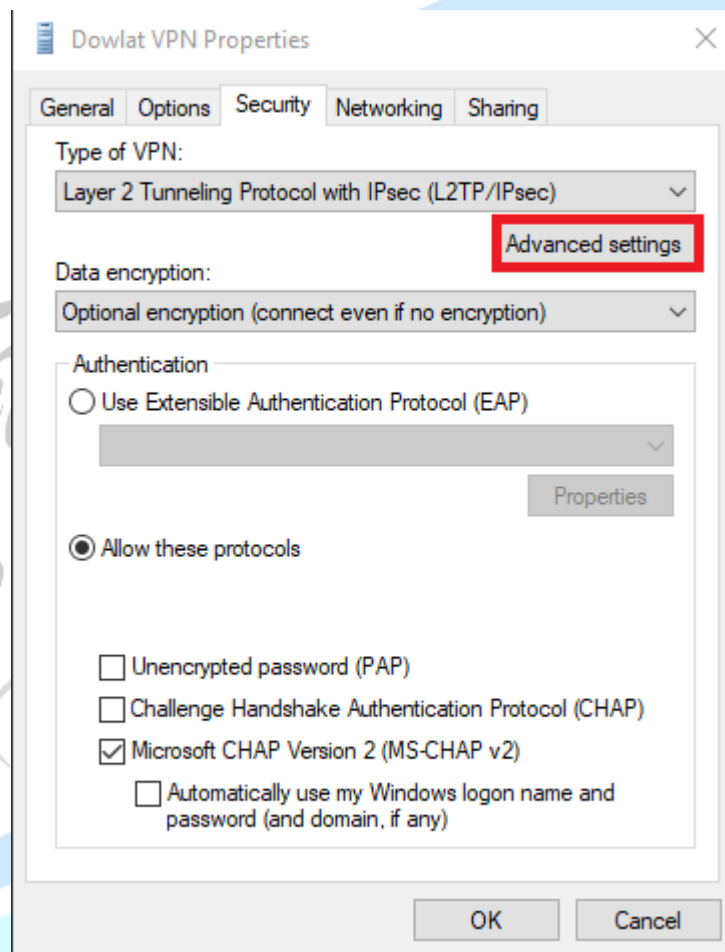 Dowlat VPN Properties
General Options Security Networking Sharing
Type of VPN:
Layer 2 Tunneling Protocol with IPsec (L2TP/IPsec)
Advanced settings
Data encryption:
Optional encryption (connect even if no encryption)
Authentication
Use Extensible Authentication Protocol (EAP)
Properties
Allow these protocols
Unencrypted password (PAP)
Challenge Handshake Authentication Protocol (CHAP)
Microsoft CHAP Version 2 (MS-CHAP v2)
Automatically use my Windows logon name and
password (and domain, if any)
OK Cancel